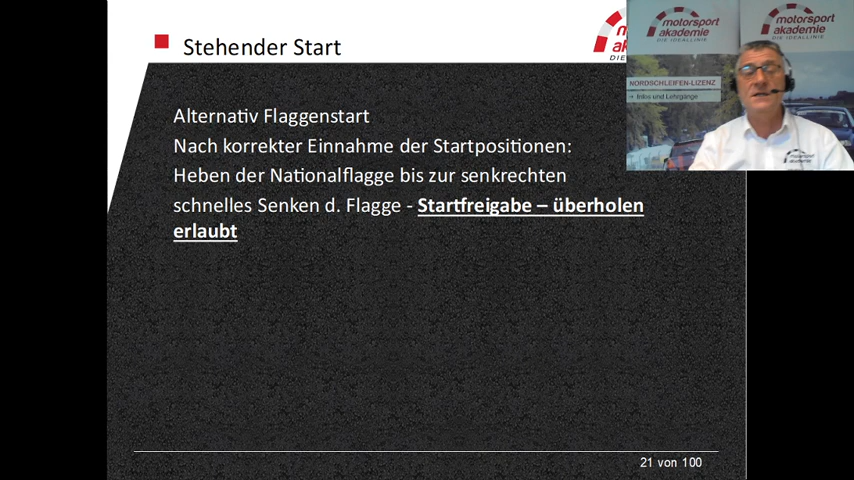 Stehender Start
Alternativ Flaggenstart
Nach korrekter Einnahme der Startpositionen:
Heben der Nationalflagge bis zur senkrechten
schnelles Senken d. Flagge - Startfreigabe – überholen
erlaubt
21 von 100
motorsport
akademie
DIE IDEALLINIE
motorsport
akademie
DIE IDEALLINIE
NORDSCHLEIFEN-LIZENZ
Infos und Lehrgänge